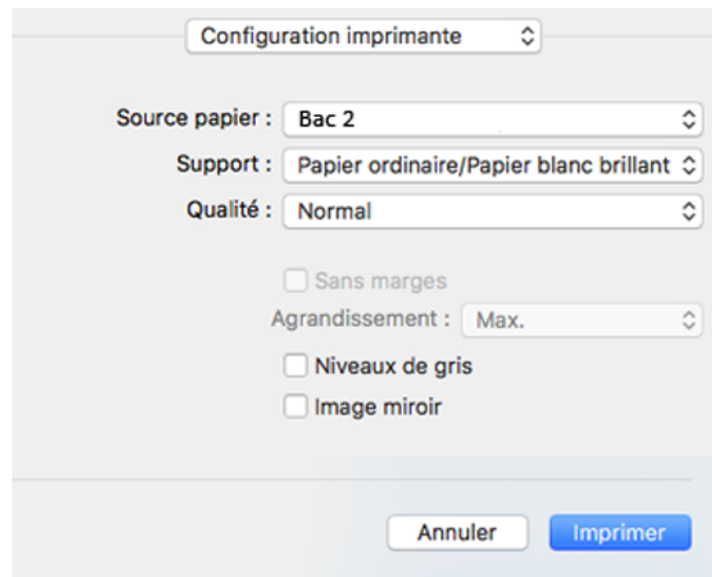 Configuration imprimante
Source papier : Bac 2
Support : Papier ordinaire/Papier blanc brillant
Qualité : Normal
Sans marges
Agrandissement : Max.
Niveaux de gris
Image miroir
Annuler Imprimer